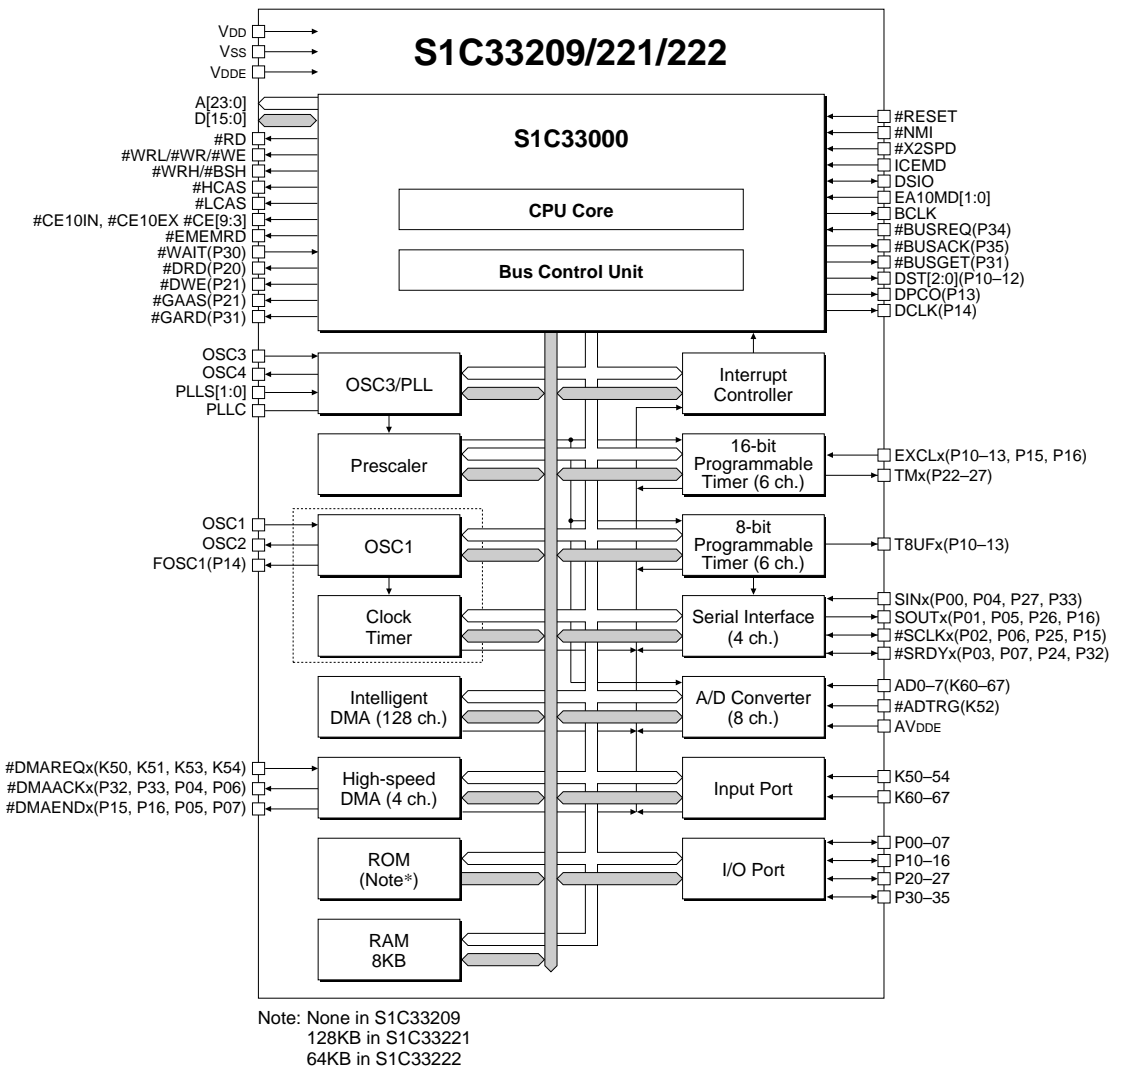 S1C33209/221/222
VDD
VSS
VDDE
A[23:0]
D[15:0]
#RD
#WRL/#WR/#WE
#WRH/#BSH
#HCAS
#LCAS
#CE10IN, #CE10EX #CE[9:3]
#EMEMRD
#WAIT(P30)
#DRD(P20)
#DWE(P21)
#GAAS(P21)
#GARD(P31)
S1C33000
CPU Core
Bus Control Unit
#RESET
#NMI
#X2SPD
ICEMD
DSIO
EA10MD[1:0]
BCLK
#BUSREQ(P34)
#BUSACK(P35)
#BUSGET(P31)
DST[2:0](P10–12)
DPCO(P13)
DCLK(P14)
OSC3
OSC4
PLLS[1:0]
PLLC
OSC3/PLL
Interrupt
Controller
Prescaler
16-bit
Programmable
Timer (6 ch.)
EXCLx(P10–13, P15, P16)
TMx(P22–27)
OSC1
OSC2
FOSC1(P14)
OSC1
8-bit
Programmable
Timer (6 ch.)
T8UFx(P10–13)
Clock
Timer
Serial Interface
(4 ch.)
SINx(P00, P04, P27, P33)
SOUTx(P01, P05, P26, P16)
#SCLKx(P02, P06, P25, P15)
#SRDYx(P03, P07, P24, P32)
Intelligent
DMA (128 ch.)
A/D Converter
(8 ch.)
AD0–7(K60–67)
#ADTRG(K52)
AVDDE
#DMAREQx(K50, K51, K53, K54)
#DMAACKx(P32, P33, P04, P06)
#DMAENDx(P15, P16, P05, P07)
High-speed
DMA (4 ch.)
Input Port
K50–54
K60–67
ROM
(Note*)
I/O Port
P00–07
P10–16
P20–27
P30–35
RAM
8KB
Note: None in S1C33209
128KB in S1C33221
64KB in S1C33222